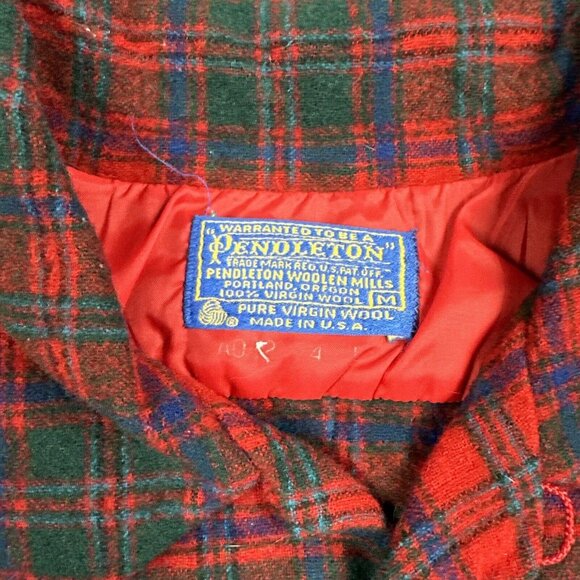 "WARRANTED TO BE A
PENDLETON"
TRADE MARK REG. U.S. PAT. OFF.
PENDLETON WOOLEN MILLS
PORTLAND, OREGON
100% VIRGIN WOOL M
PURE VIRGIN WOOL
® MADE IN U.S.A.